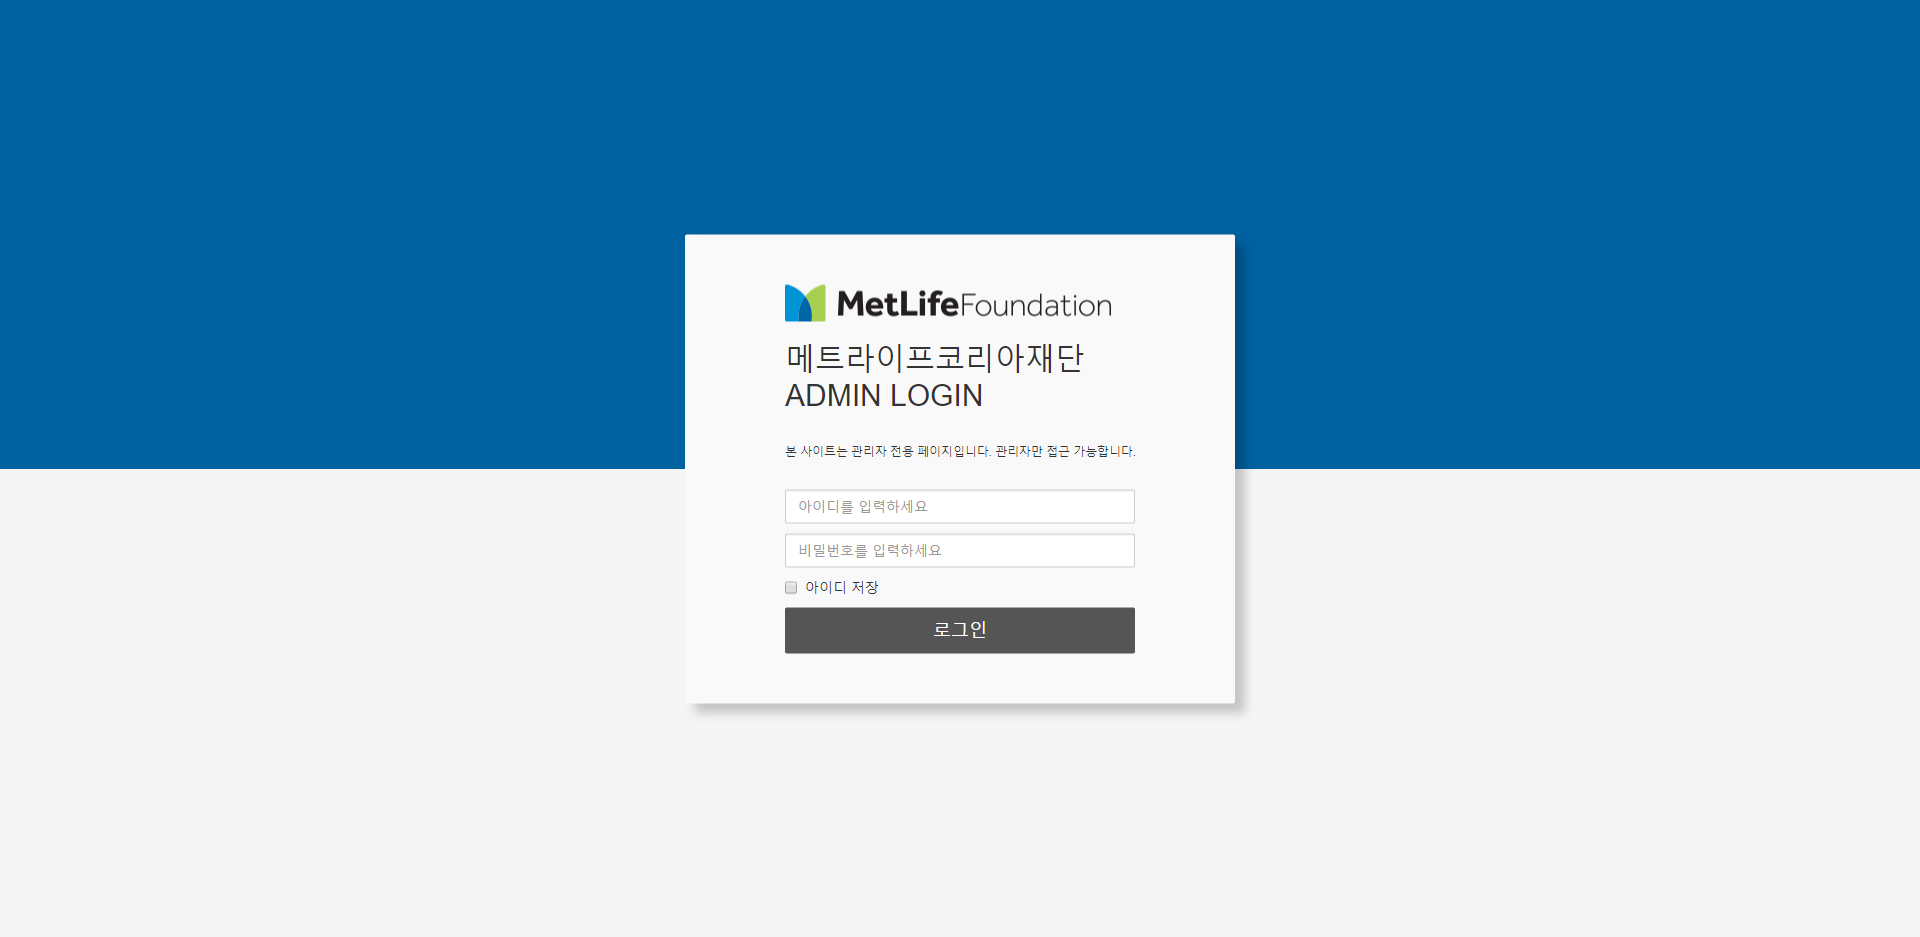 MetLifeFoundation
메트라이프코리아재단
ADMIN LOGIN
본 사이트는 관리자 전용 페이지입니다. 관리자만 접근 가능합니다.
아이디를 입력하세요
비밀번호를 입력하세요
아이디 저장
로그인